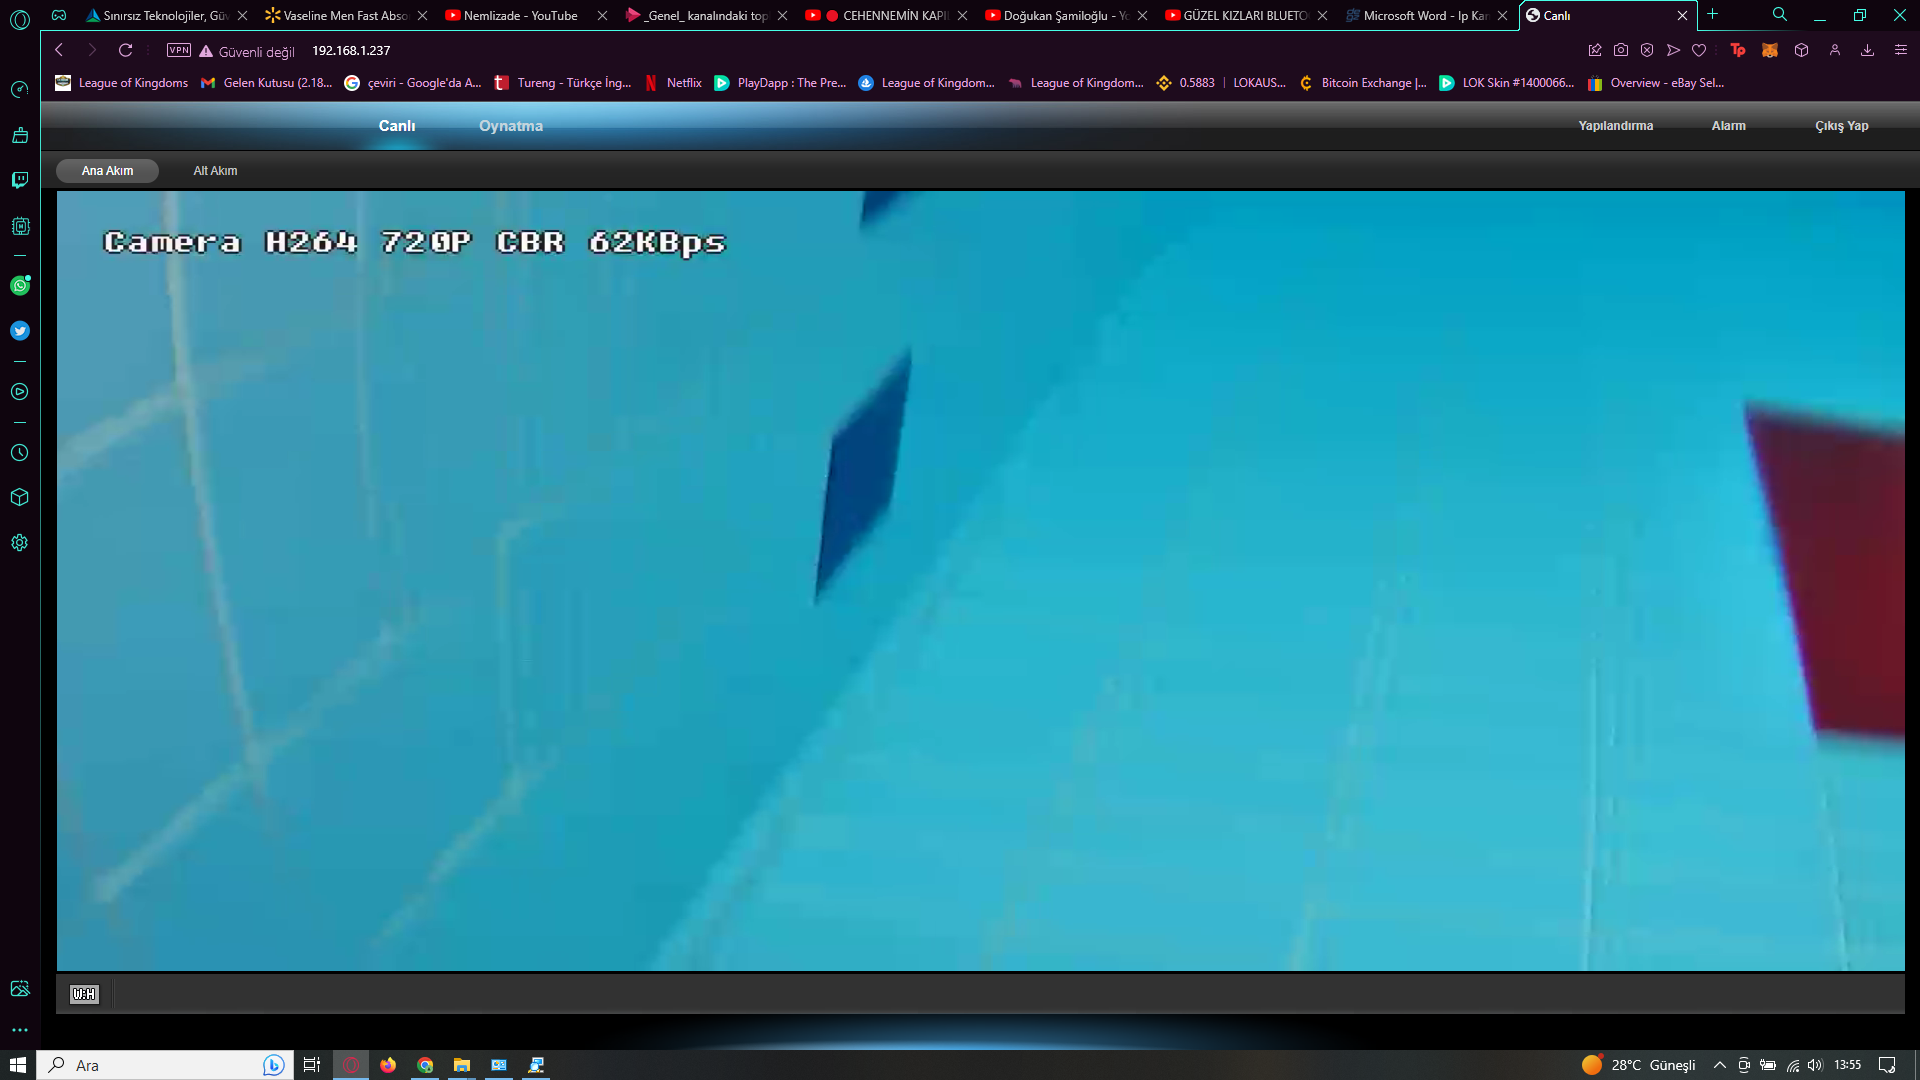 Sınırsız Teknolojiler, Güv
Vaseline Men Fast Abso
Nemlizade - YouTube
_Genel_ kanalındaki top
CEHENNEMİN KAPI
Doğukan Şamiloğlu - Yo
GÜZEL KIZLARI BLUETO
Microsoft Word - Ip Kam
Canlı
VPN
Güvenli değil
192.168.1.237
League of Kingdoms
Gelen Kutusu (2.18...
çeviri - Google'da A...
Tureng - Türkçe İng...
Netflix
PlayDapp : The Pre...
League of Kingdom...
League of Kingdom...
0.5883 | LOKAUS...
Bitcoin Exchange |...
LOK Skin #1400066...
Overview - eBay Sel...
Canlı
Oynatma
Yapılandırma
Alarm
Çıkış Yap
Ana Akım
Alt Akım
Camera H264 720P CBR 62KBps
W:H
Ara
28°C Güneşli
13:55